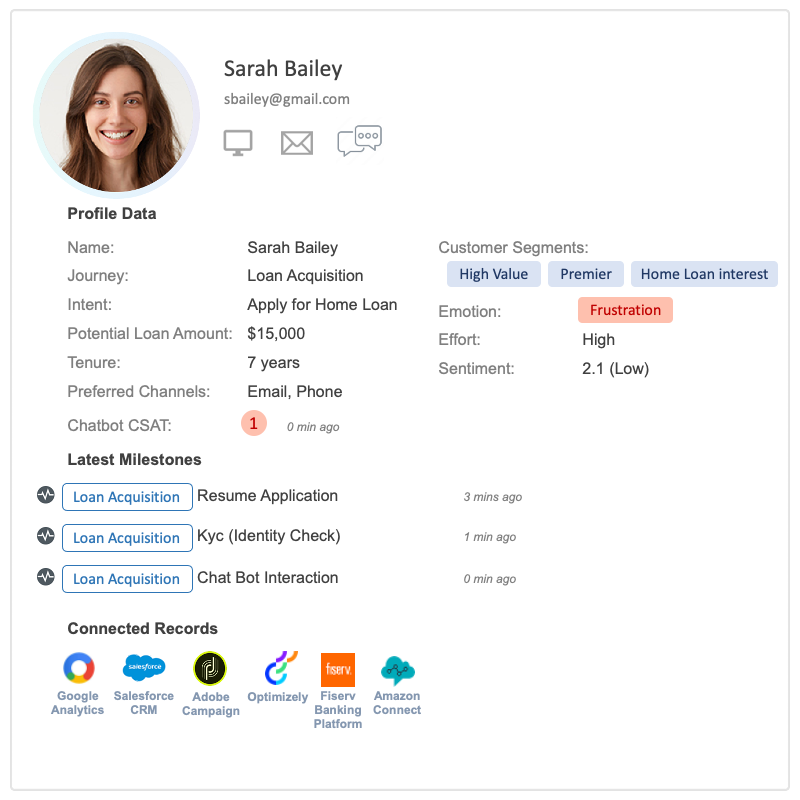 Sarah Bailey
sbailey@gmail.com
Profile Data
Name: Sarah Bailey
Journey: Loan Acquisition
Intent: Apply for Home Loan
Potential Loan Amount: $15,000
Tenure: 7 years
Preferred Channels: Email, Phone
Chatbot CSAT: 1 0 min ago
Customer Segments:
High Value Premier Home Loan interest
Emotion: Frustration
Effort: High
Sentiment: 2.1 (Low)
Latest Milestones
Loan Acquisition Resume Application 3 mins ago
Loan Acquisition Kyc (Identity Check) 1 min ago
Loan Acquisition Chat Bot Interaction 0 min ago
Connected Records
salesforce
fiserv.
Google
Analytics
Salesforce
CRM
Adobe
Campaign
Optimizely
Fiserv
Banking
Platform
Amazon
Connect